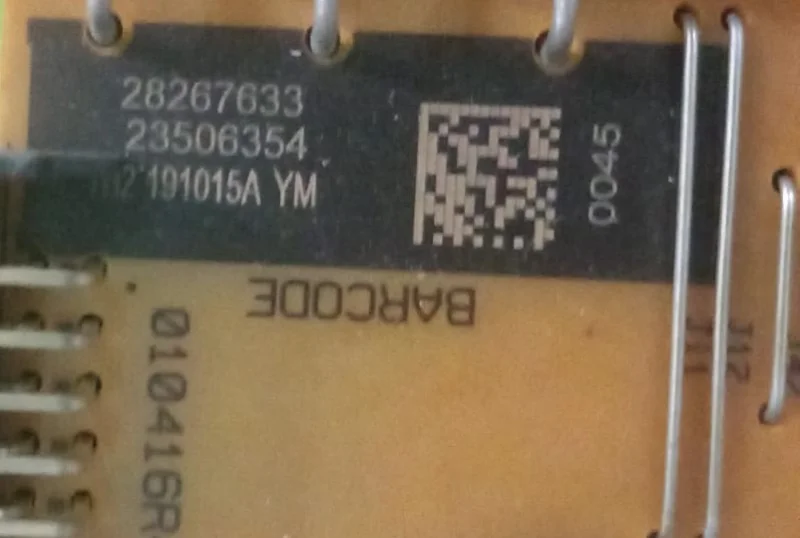 28267633
23506354
191015A YM
0045
BARCODE
J11
J12
010416R